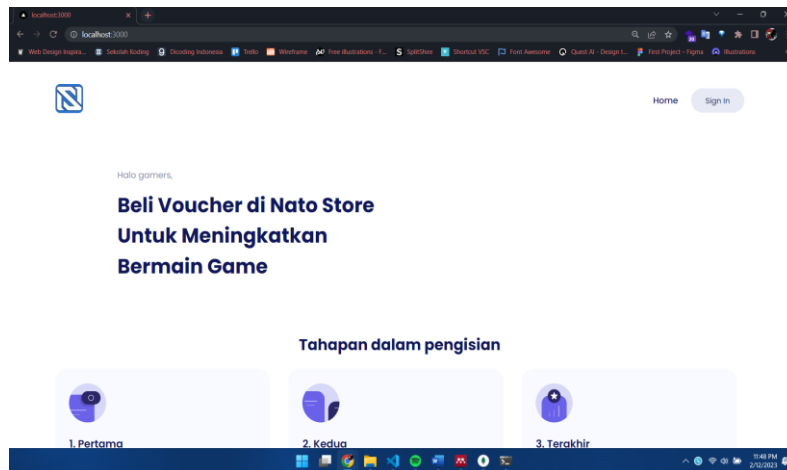 localhost:3000
localhost:3000
Web Design Inspira...
Sekolah Koding
Dicoding Indonesia
Trello
Wireframe
Free Illustrations - F...
SplitShire
Shortcut VSC
Font Awesome
Quest AI - Design t...
First Project - Figma
Illustrations
Home
Sign In
Halo gamers,
Beli Voucher di Nato Store
Untuk Meningkatkan
Bermain Game
Tahapan dalam pengisian
1. Pertama
2. Kedua
3. Terakhir
11:48 PM
2/12/2023